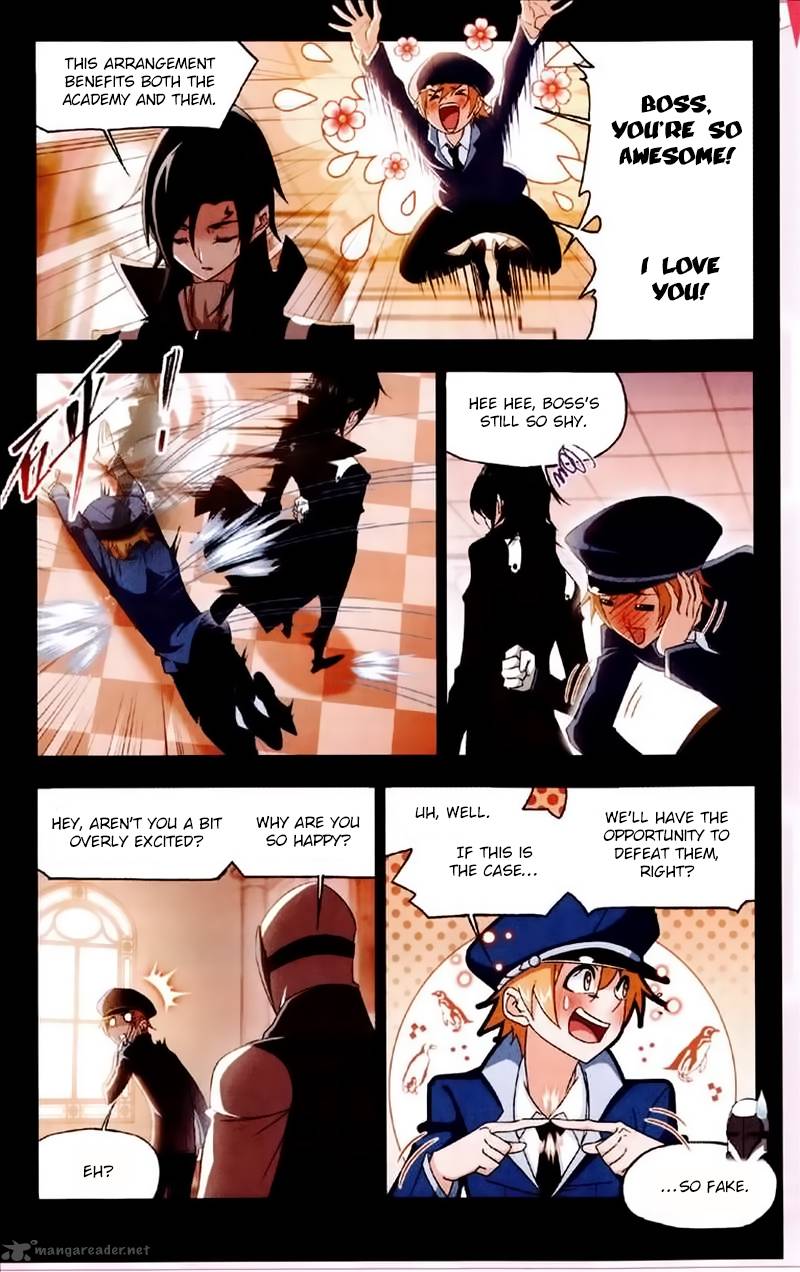 THIS ARRANGEMENT
BENEFITS BOTH THE
ACADEMY AND THEM.
BOSS,
YOU'RE SO
AWESOME!
I LOVE
YOU!
HEE HEE, BOSS'S
STILL SO SHY.
HEY, AREN'T YOU A BIT
OVERLY EXCITED?
WHY ARE YOU
SO HAPPY?
EH?
UH, WELL.
IF THIS IS
THE CASE...
WE'LL HAVE THE
OPPORTUNITY TO
DEFEAT THEM,
RIGHT?
...SO FAKE.
mangareader.net